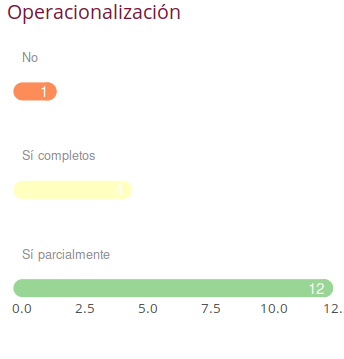 Operacionalización
No
1
Sí completos
Sí parcialmente
12
0.0 2.5 5.0 7.5 10.0 12.